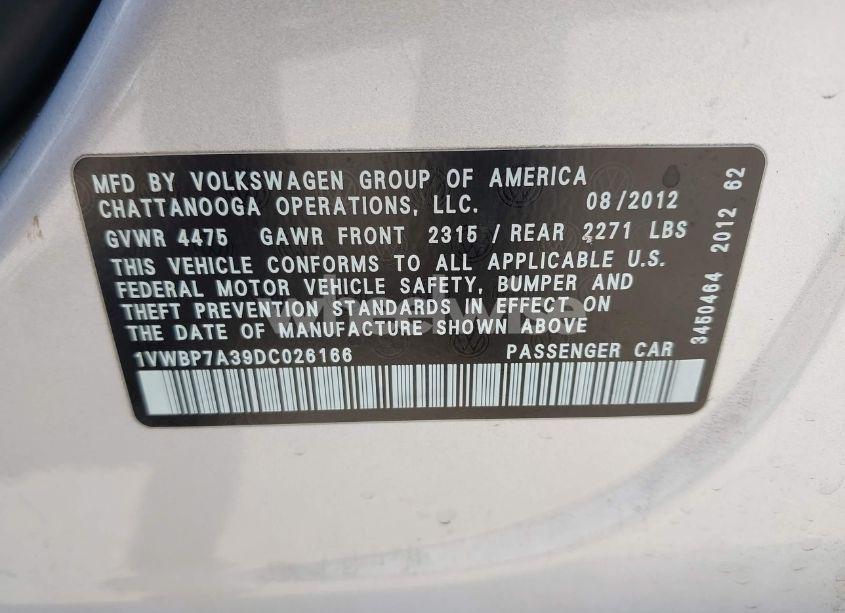 MFD BY VOLKSWAGEN GROUP OF AMERICA
CHATTANOOGA OPERATIONS, LLC. 08/2012
GVWR 4475 GAWR FRONT 2315 / REAR 2271 LBS
THIS VEHICLE CONFORMS TO ALL APPLICABLE U.S.
FEDERAL MOTOR VEHICLE SAFETY, BUMPER AND
THEFT PREVENTION STANDARDS IN EFFECT ON
THE DATE OF MANUFACTURE SHOWN ABOVE
1VWBP7A39DC026166 PASSENGER CAR
3450464 2012 62